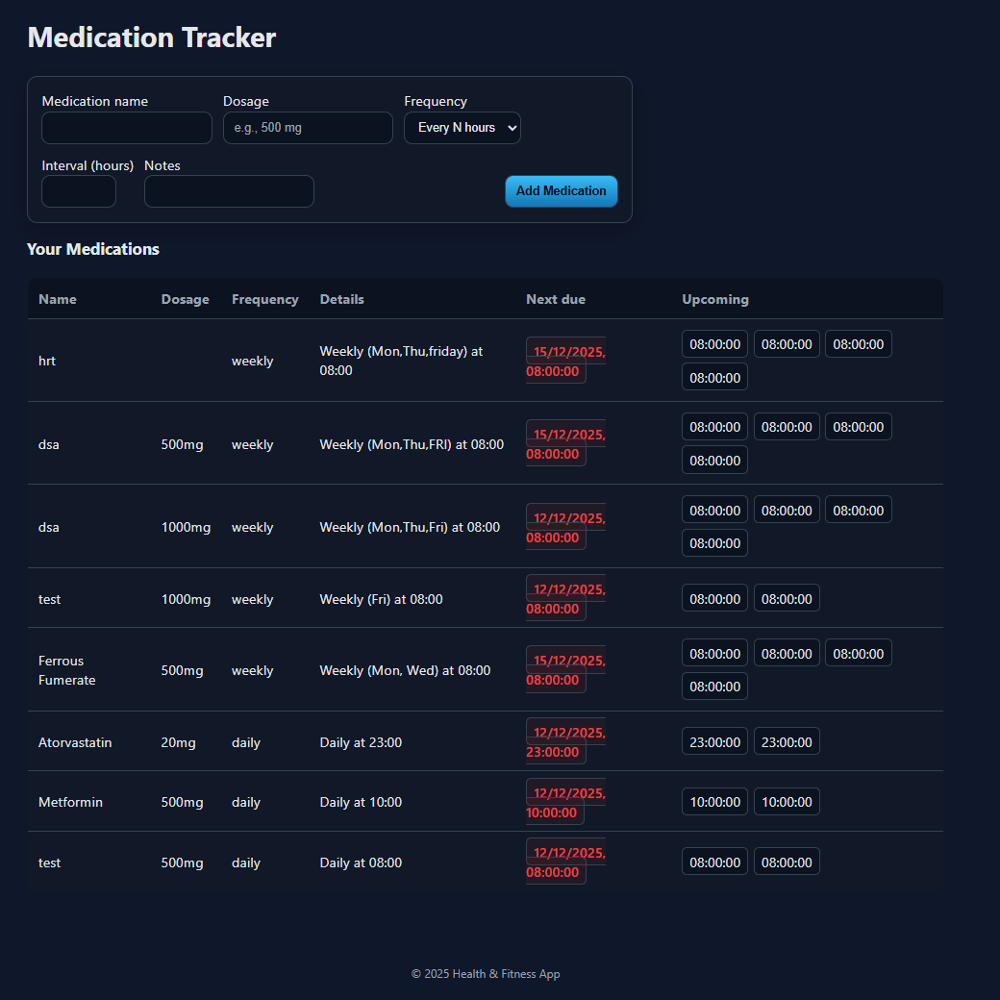 Medication Tracker
Medication name Dosage Frequency
e.g., 500 mg Every N hours
Interval (hours) Notes
Add Medication
Your Medications
Name Dosage Frequency Details Next due Upcoming
hrt weekly Weekly (Mon,Thu,friday) at
08:00
15/12/2025,
08:00:00
08:00:00 08:00:00 08:00:00
08:00:00
dsa 500mg weekly Weekly (Mon,Thu,FRI) at 08:00
15/12/2025,
08:00:00
08:00:00 08:00:00 08:00:00
08:00:00
dsa 1000mg weekly Weekly (Mon,Thu,Fri) at 08:00
12/12/2025,
08:00:00
08:00:00 08:00:00 08:00:00
08:00:00
test 1000mg weekly Weekly (Fri) at 08:00
12/12/2025,
08:00:00
08:00:00 08:00:00
Ferrous
Fumerate
500mg weekly Weekly (Mon, Wed) at 08:00
15/12/2025,
08:00:00
08:00:00 08:00:00 08:00:00
08:00:00
Atorvastatin 20mg daily Daily at 23:00
12/12/2025,
23:00:00
23:00:00 23:00:00
Metformin 500mg daily Daily at 10:00
12/12/2025,
10:00:00
10:00:00 10:00:00
test 500mg daily Daily at 08:00
12/12/2025,
08:00:00
08:00:00 08:00:00
© 2025 Health & Fitness App